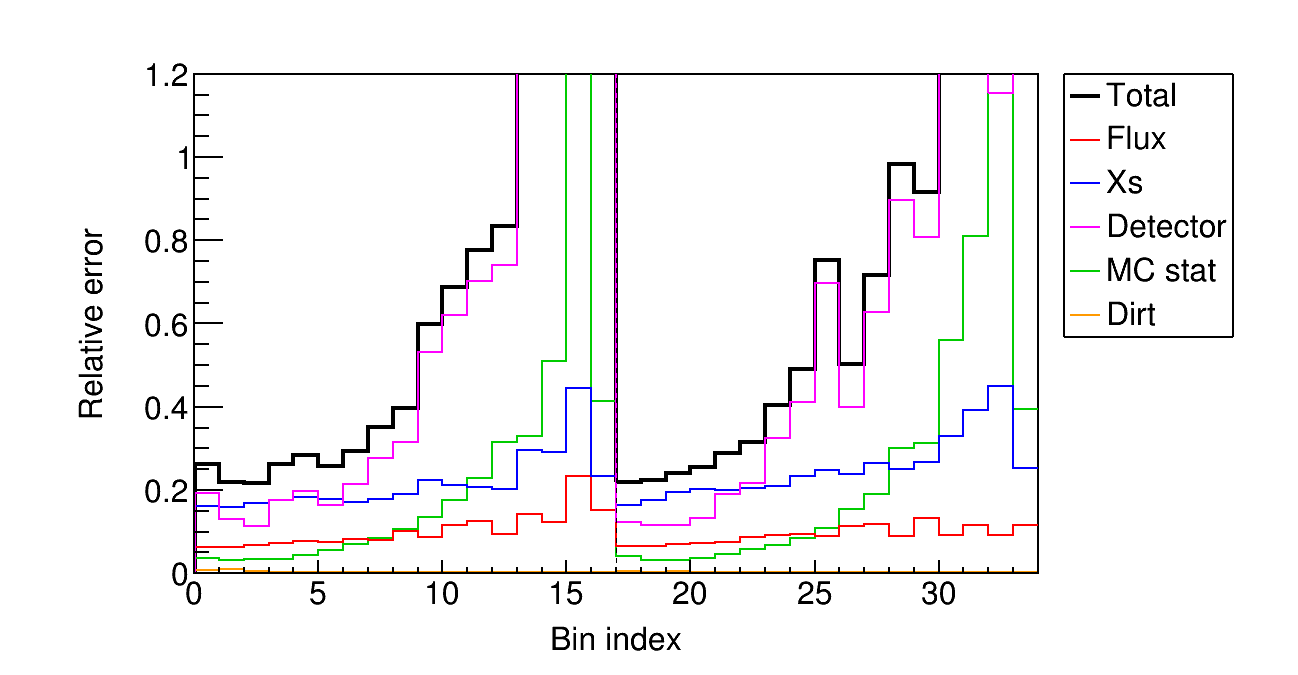 1.2
1
0.8
0.6
0.4
0.2
0
Relative error
0 5 10 15 20 25 30
Bin index
Total
Flux
Xs
Detector
MC stat
Dirt